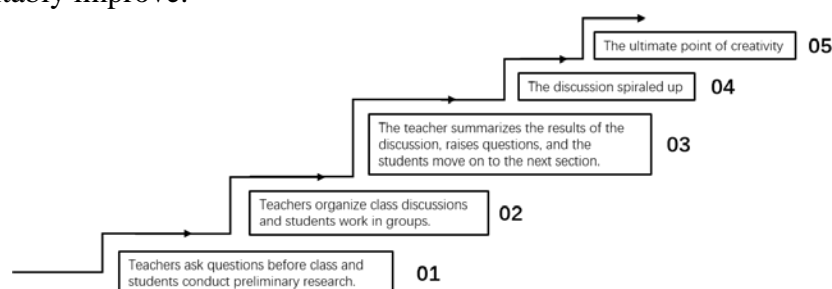 The ultimate point of creativity 05
The discussion spiraled up 04
The teacher summarizes the results of the
discussion, raises questions, and the
students move on to the next section.
03
Teachers organize class discussions
and students work in groups.
02
Teachers ask questions before class and
students conduct preliminary research.
01